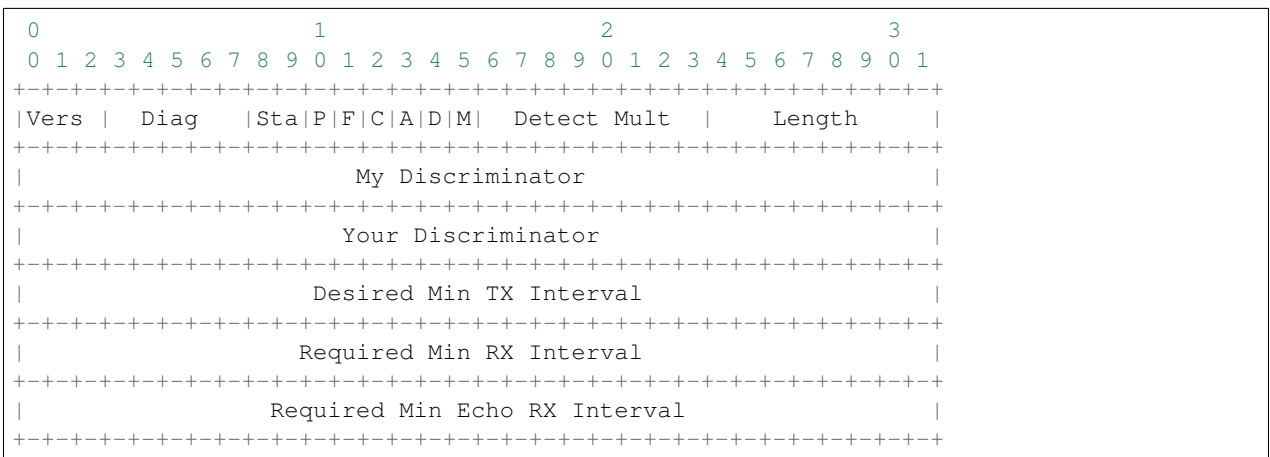 0                   1                   2                   3
 0 1 2 3 4 5 6 7 8 9 0 1 2 3 4 5 6 7 8 9 0 1 2 3 4 5 6 7 8 9 0 1
+-+-+-+-+-+-+-+-+-+-+-+-+-+-+-+-+-+-+-+-+-+-+-+-+-+-+-+-+-+-+-+-+
|Vers |  Diag   |Sta|P|F|C|A|D|M|  Detect Mult  |    Length     |
+-+-+-+-+-+-+-+-+-+-+-+-+-+-+-+-+-+-+-+-+-+-+-+-+-+-+-+-+-+-+-+-+
|                       My Discriminator                        |
+-+-+-+-+-+-+-+-+-+-+-+-+-+-+-+-+-+-+-+-+-+-+-+-+-+-+-+-+-+-+-+-+
|                      Your Discriminator                       |
+-+-+-+-+-+-+-+-+-+-+-+-+-+-+-+-+-+-+-+-+-+-+-+-+-+-+-+-+-+-+-+-+
|                    Desired Min TX Interval                    |
+-+-+-+-+-+-+-+-+-+-+-+-+-+-+-+-+-+-+-+-+-+-+-+-+-+-+-+-+-+-+-+-+
|                   Required Min RX Interval                    |
+-+-+-+-+-+-+-+-+-+-+-+-+-+-+-+-+-+-+-+-+-+-+-+-+-+-+-+-+-+-+-+-+
|                 Required Min Echo RX Interval                 |
+-+-+-+-+-+-+-+-+-+-+-+-+-+-+-+-+-+-+-+-+-+-+-+-+-+-+-+-+-+-+-+-+